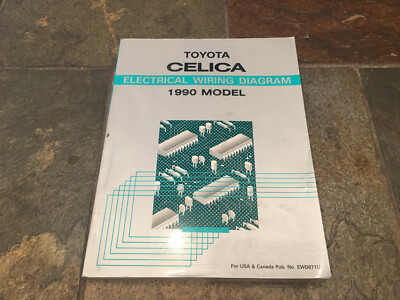 TOYOTA
CELICA
ELECTRICAL WIRING DIAGRAM
1990 MODEL
For USA & Canada Pub. No. EWD071U